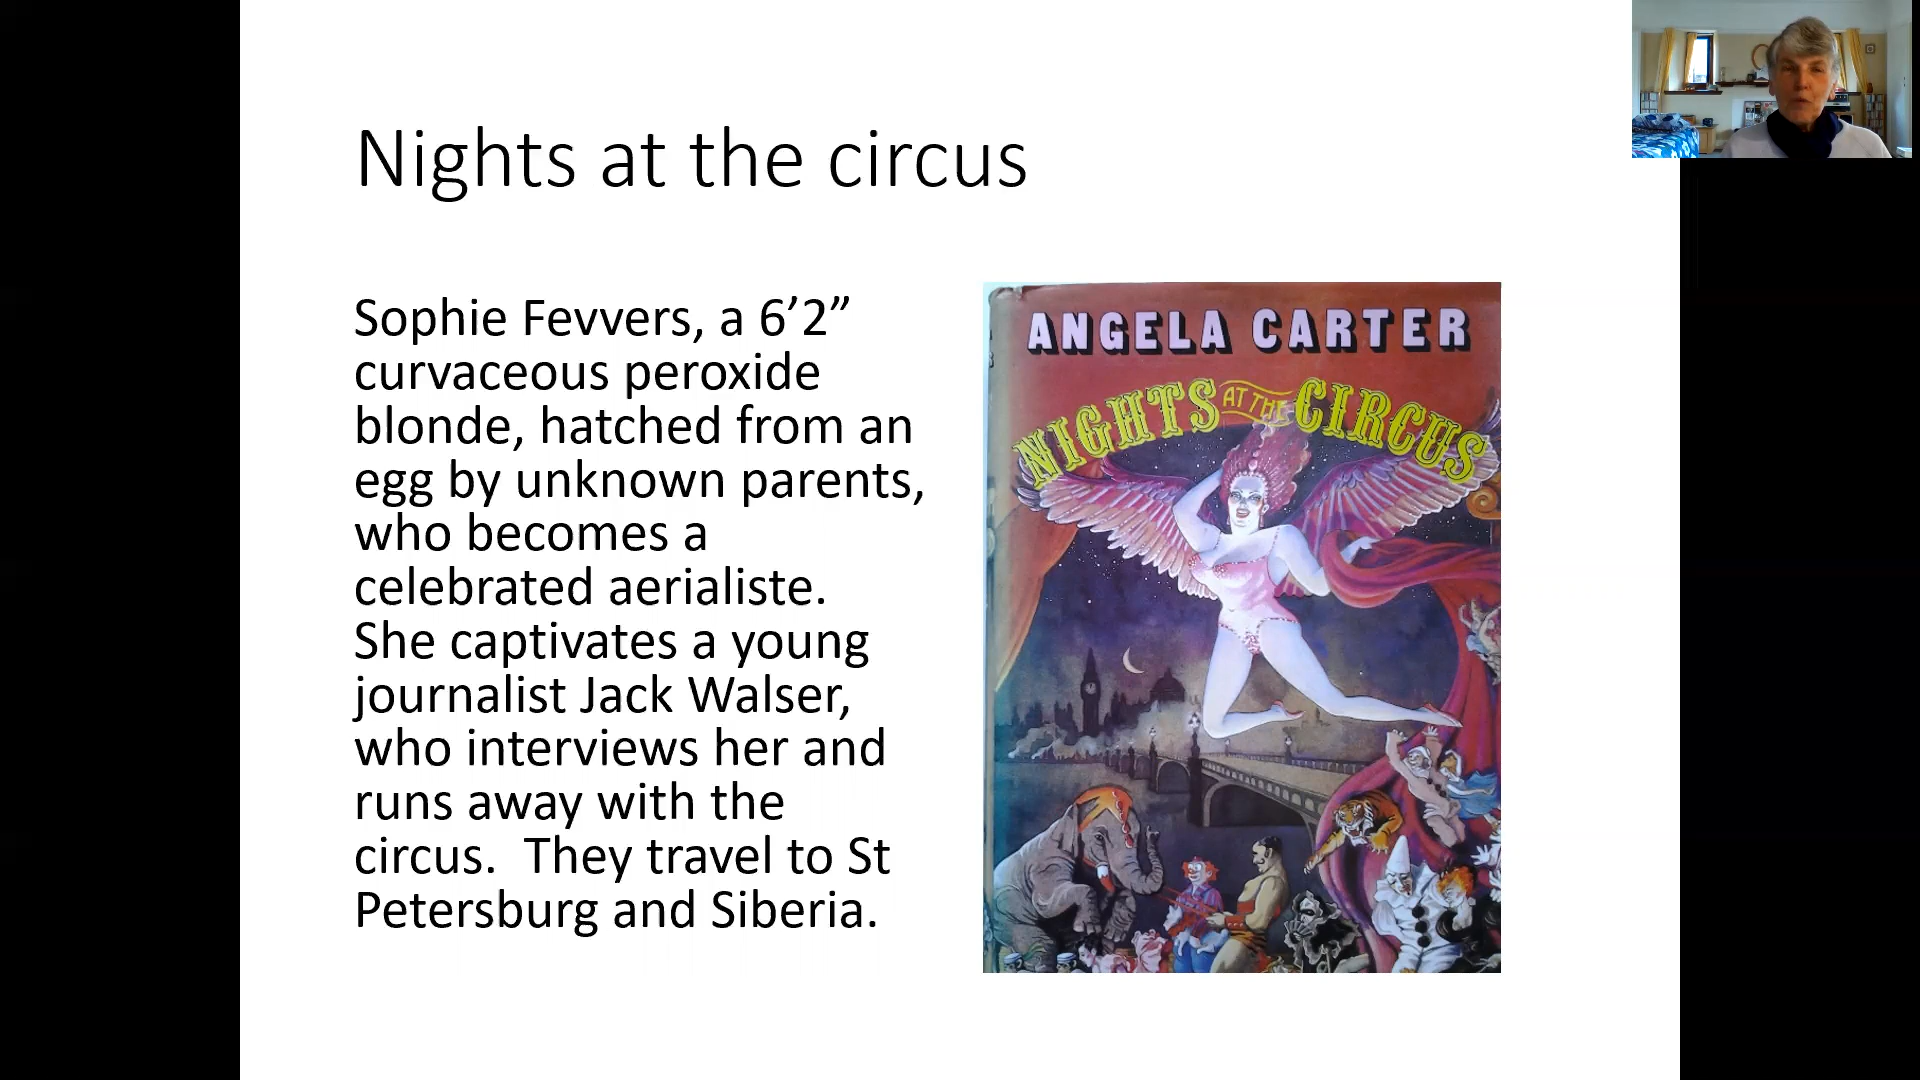 Nights at the circus
Sophie Fevvers, a 6’2”
curvaceous peroxide
blonde, hatched from an
egg by unknown parents,
who becomes a
celebrated aerialiste.
She captivates a young
journalist Jack Walser,
who interviews her and
runs away with the
circus.  They travel to St
Petersburg and Siberia.
ANGELA CARTER
NIGHTS AT THE CIRCUS